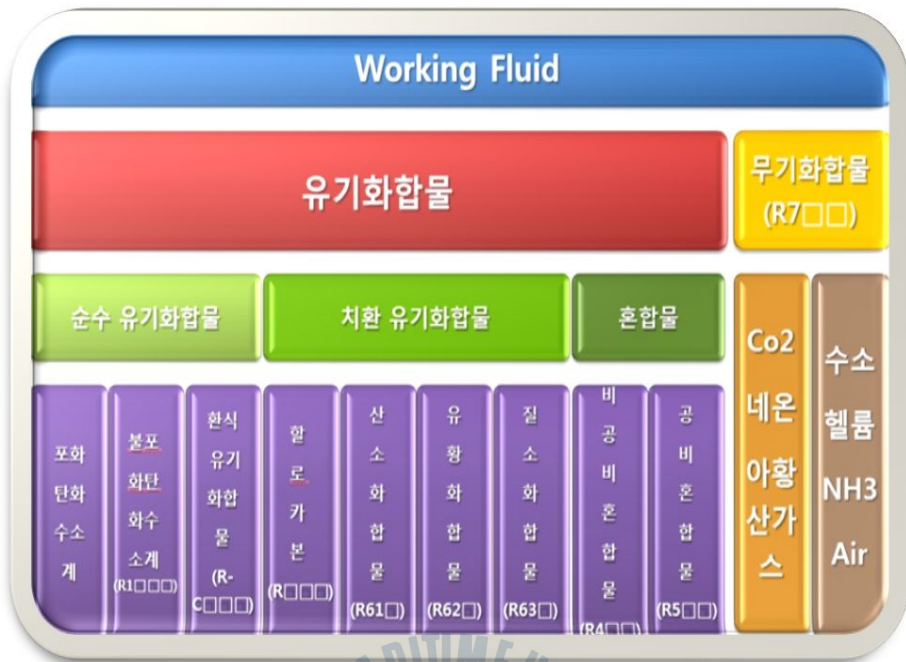 Working Fluid
유기화합물
무기화합물
(R7□□)
순수 유기화합물
치환 유기화합물
혼합물
포화
탄화
수소
계
불포
화탄
화수
소계
(R1□□□)
환식
유기
화합
물
(R-
C□□□)
할
로
카
본
(R□□□)
산
소
화
합
물
(R61□)
유
황
화
합
물
(R62□)
질
소
화
합
물
(R63□)
비
공
비
혼
합
물
(R4□□)
공
비
혼
합
물
(R5□□)
Co2
네온
아황
산가
스
수소
헬륨
NH3
Air